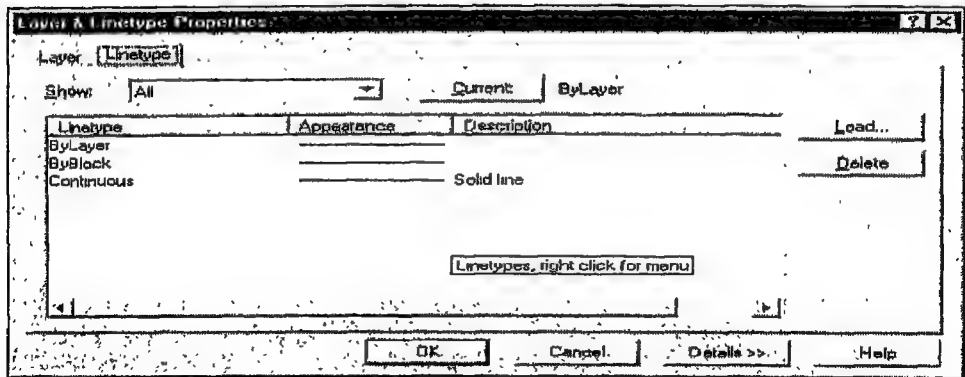 Layer & Linetype Properties ? X
Layer Linetype
Show: All Current ByLayer
Linetype Appearance Description Load...
ByLayer
ByBlock Delete
Continuous Solid line
Linetypes, right click for menu
OK Cancel Details >> Help